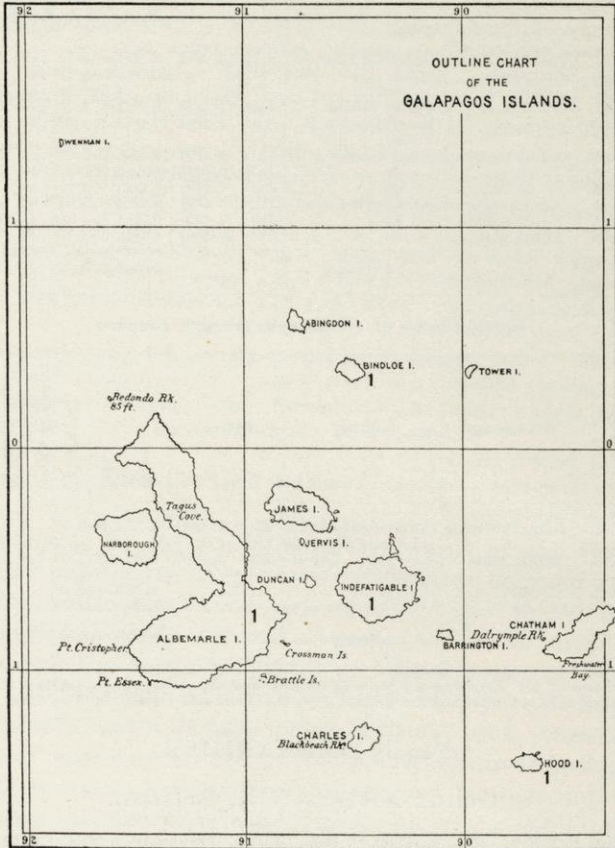 92
91
90
OUTLINE CHART
OF THE
GALAPAGOS ISLANDS.
WENMAN I.
1
1
ABINGDON I.
BINDLOE I.
1
TOWER I.
Redondo Rk.
85 ft.
0
0
Tagus
Cove.
JAMES I.
NARBOROUGH
I.
JERVIS I.
DUNCAN I.
INDEFATIGABLE I
1
1
ALBEMARLE I.
CHATHAM I
Dalrymple Rk.
BARRINGTON I.
Freshwater
Bay.
Pt. Cristopher
Crossman Is.
1
1
Pt. Essex.
Brattle Is.
CHARLES I.
Blackbeach Rk.
HOOD I.
1
92
91
90